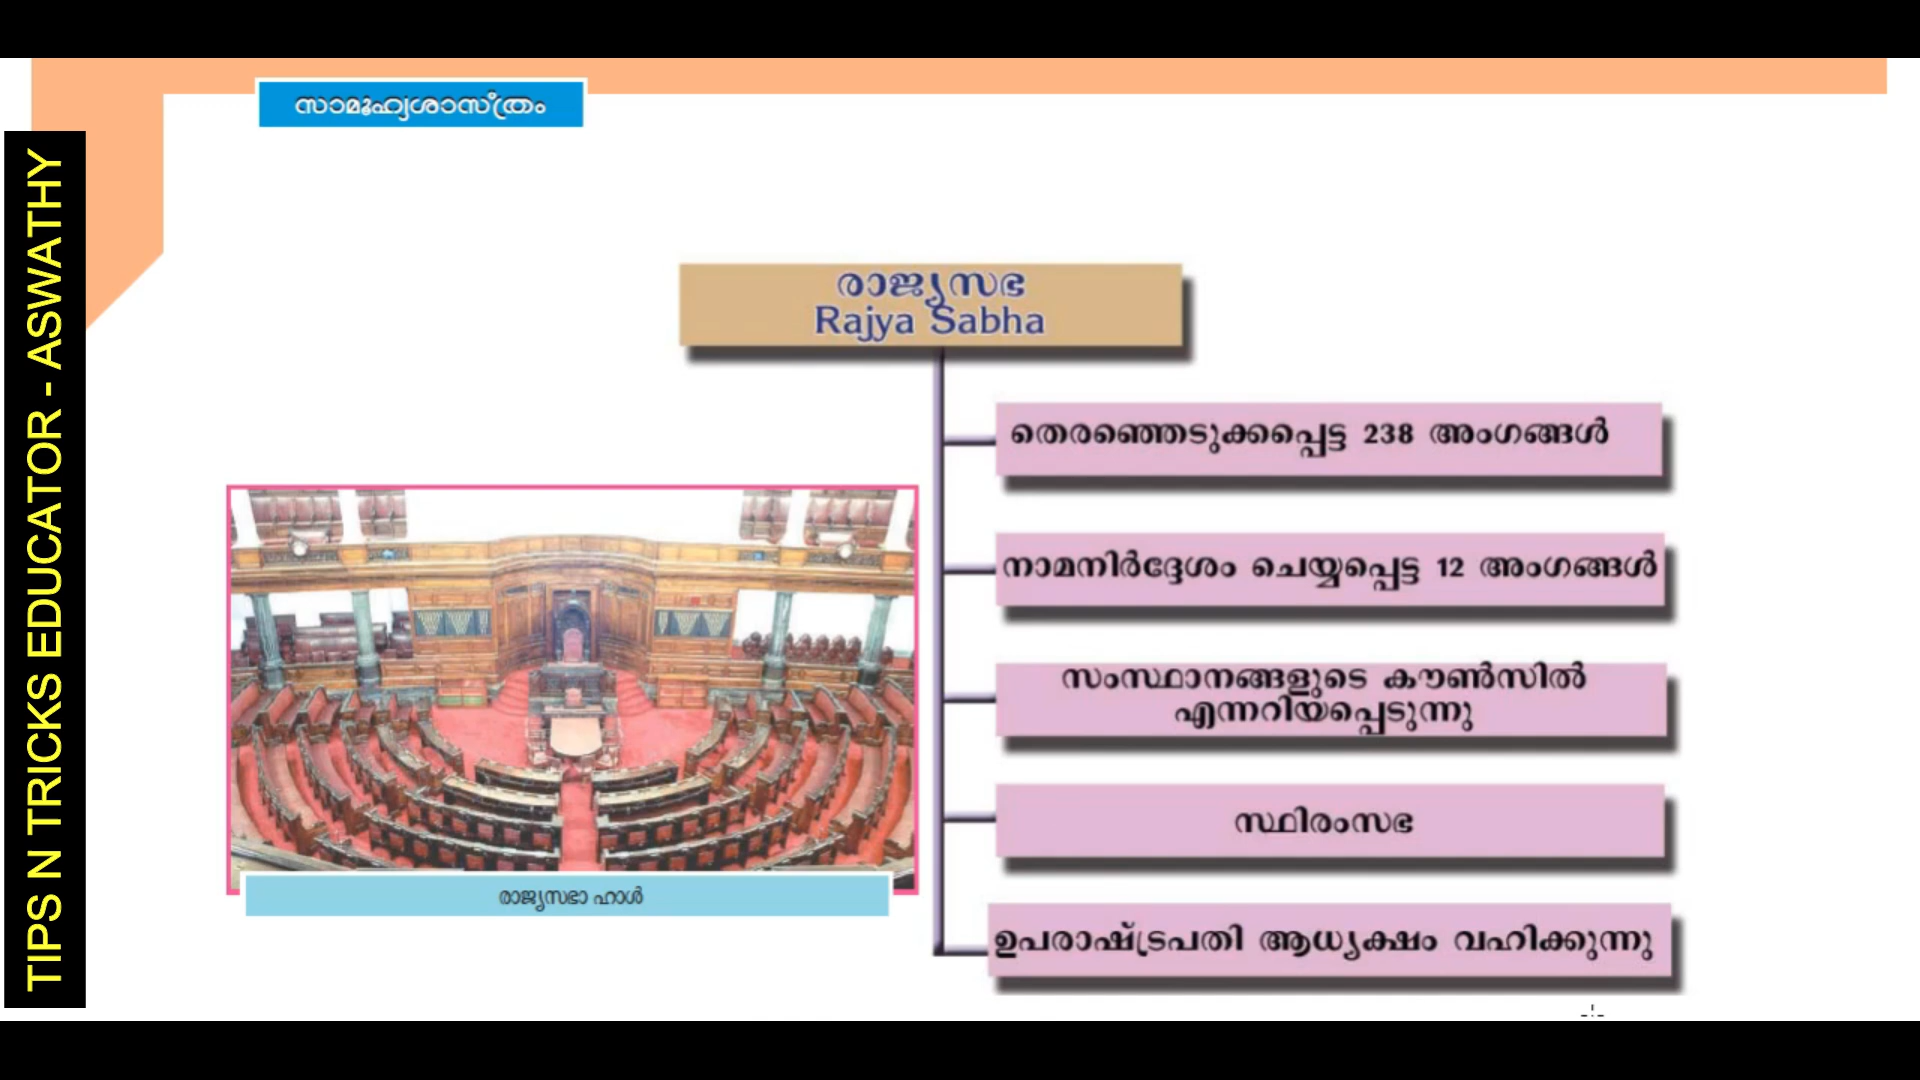 സാമൂഹ്യശാസ്ത്രം
TIPS N TRICKS EDUCATOR - ASWATHY
രാജ്യസഭ
Rajya Sabha
തെരഞ്ഞെടുക്കപ്പെട്ട 238 അംഗങ്ങൾ
നാമനിർദ്ദേശം ചെയ്യപ്പെട്ട 12 അംഗങ്ങൾ
സംസ്ഥാനങ്ങളുടെ കൗൺസിൽ
എന്നറിയപ്പെടുന്നു
സ്ഥിരംസഭ
ഉപരാഷ്ട്രപതി ആധ്യക്ഷം വഹിക്കുന്നു
രാജ്യസഭാ ഹാൾ